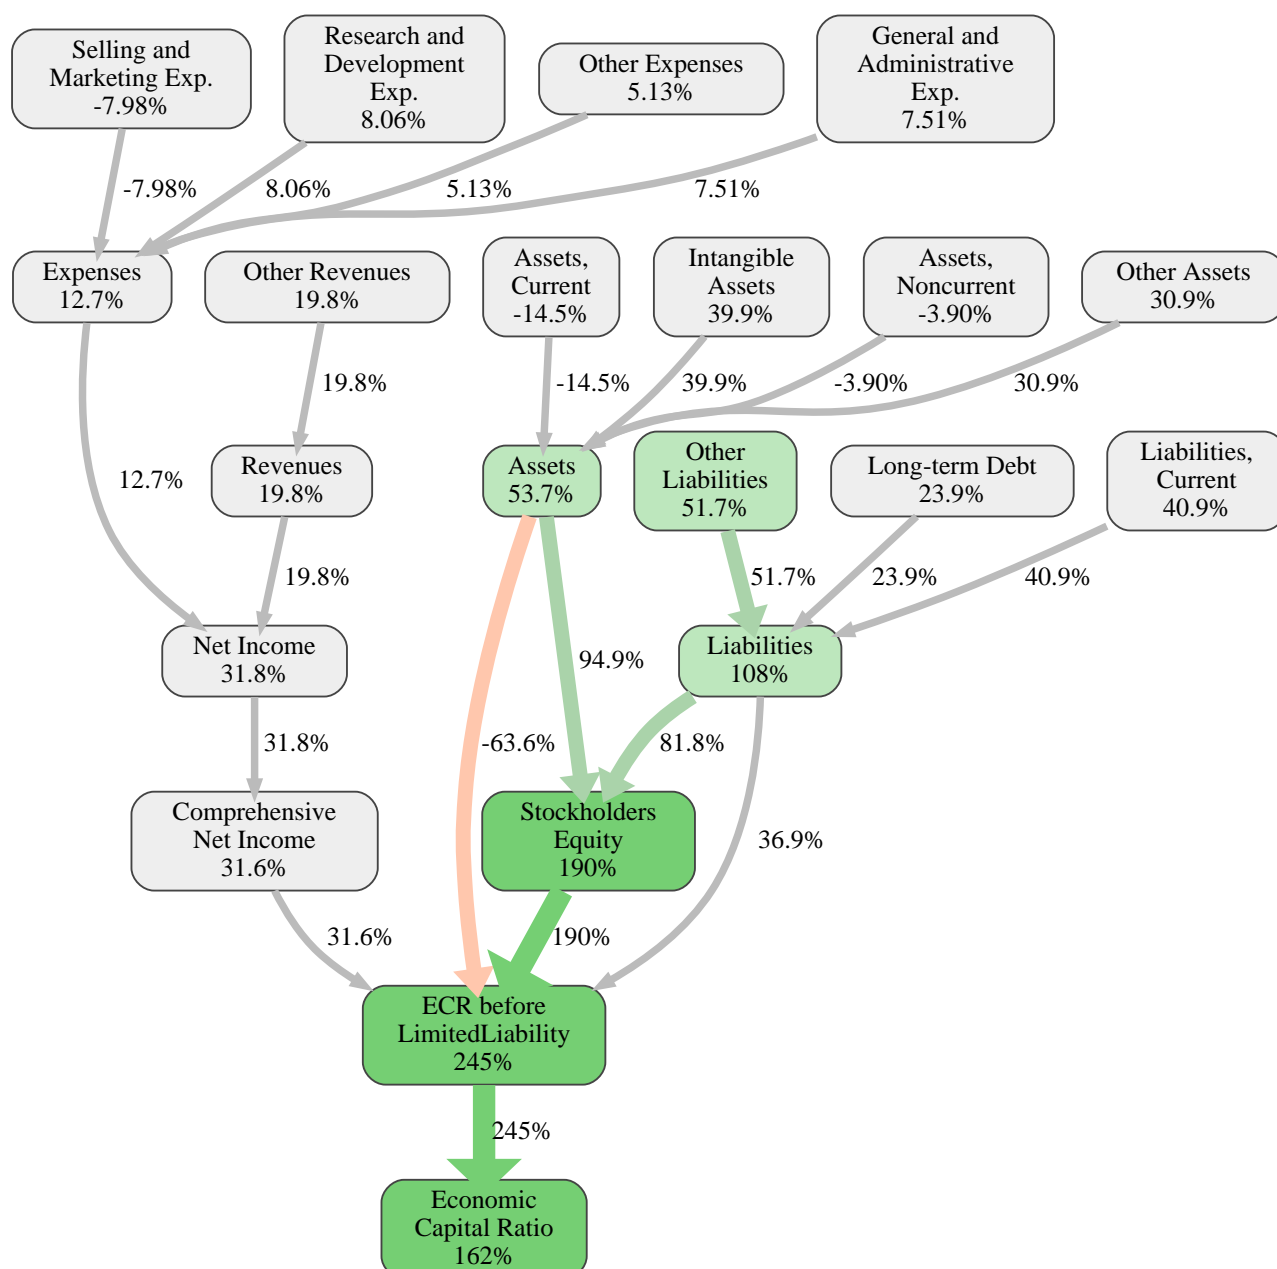 Selling and
Marketing Exp.
-7.98%
Research and
Development
Exp.
8.06%
Other Expenses
5.13%
General and
Administrative
Exp.
7.51%
-7.98%
8.06%
5.13%
7.51%
Expenses
12.7%
Other Revenues
19.8%
Assets,
Current
-14.5%
Intangible
Assets
39.9%
Assets,
Noncurrent
-3.90%
Other Assets
30.9%
19.8%
-14.5%
39.9%
-3.90%
30.9%
12.7%
Revenues
19.8%
Assets
53.7%
Other
Liabilities
51.7%
Long-term Debt
23.9%
Liabilities,
Current
40.9%
19.8%
51.7%
23.9%
40.9%
Net Income
31.8%
94.9%
Liabilities
108%
31.8%
-63.6%
81.8%
Comprehensive
Net Income
31.6%
Stockholders
Equity
190%
36.9%
31.6%
190%
ECR before
LimitedLiability
245%
245%
Economic
Capital Ratio
162%